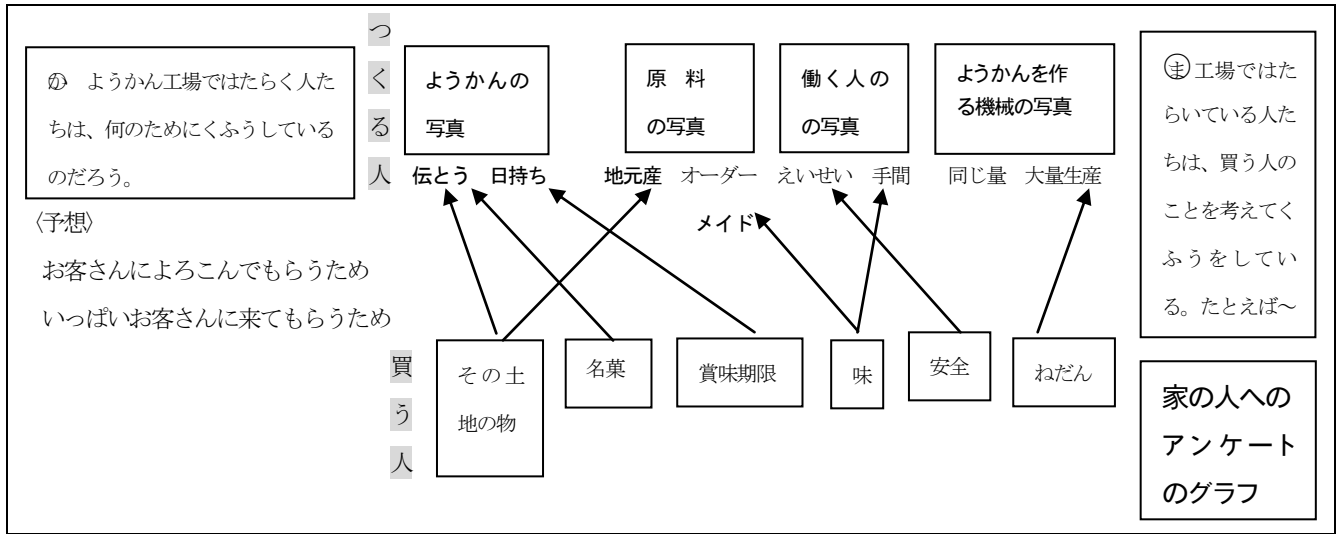 ようかん工場ではたらく人た
ちは、何のためにくふうしている
のだろう。
〈予想〉
お客さんによろこんでもらうため
いっぱいお客さんに来てもらうため
つくる人
ようかんの
写真
原 料
の写真
働く人の
の写真
ようかんを作
る機械の写真
伝とう 日持ち 地元産 オーダー えいせい 手間 同じ量 大量生産
メイド
買う人
その土
地の物
名菓
賞味期限
味
安全
ねだん
㋮工場ではた
らいている人た
ちは、買う人の
ことを考えてく
ふうをしてい
る。たとえば～
家の人への
アンケート
のグラフ